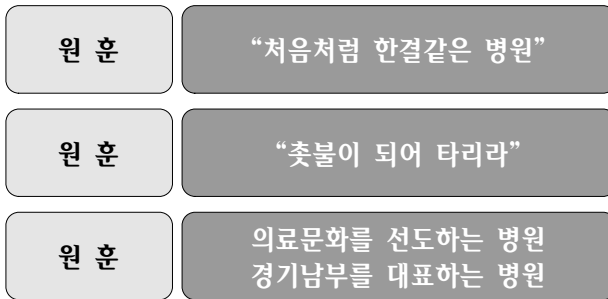 원 훈
“처음처럼 한결같은 병원”
원 훈
“촛불이 되어 타리라”
원 훈
의료문화를 선도하는 병원
경기남부를 대표하는 병원